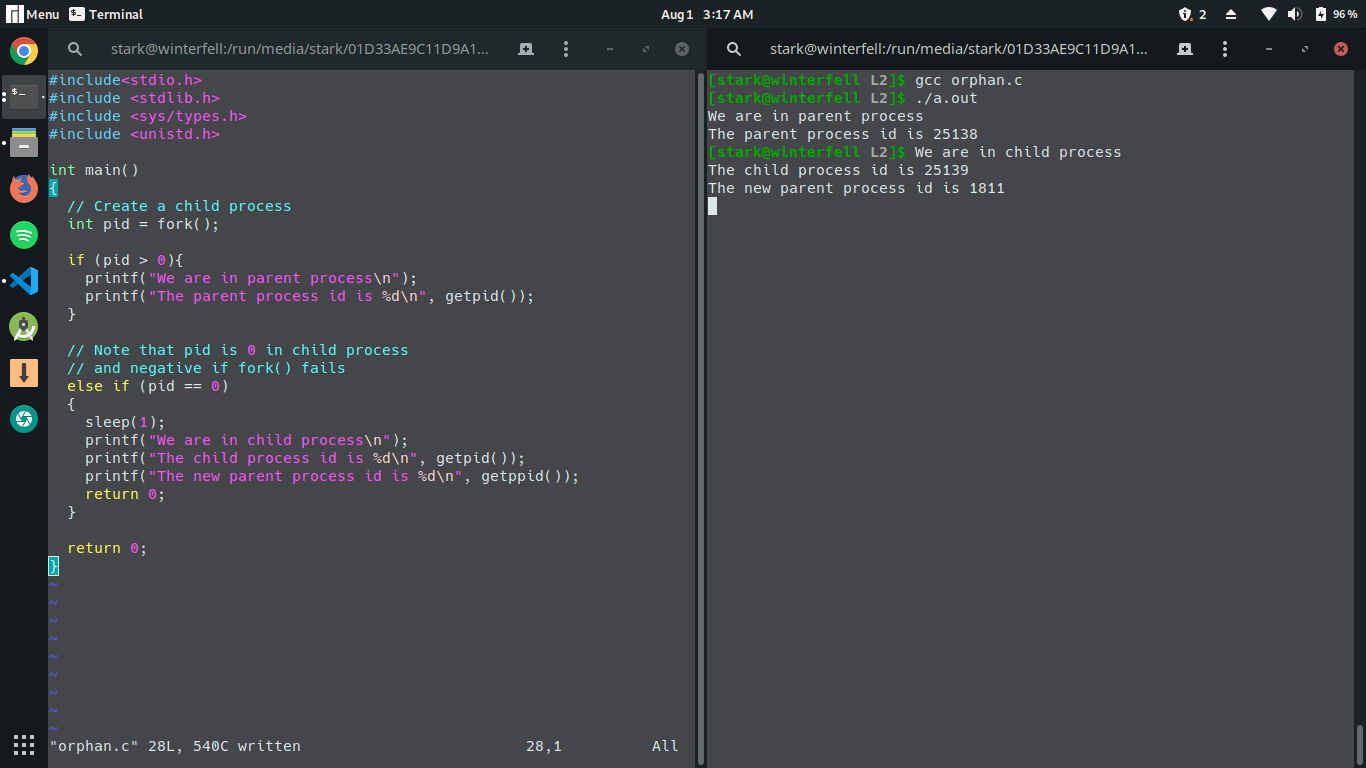 Menu Terminal Aug 1 3:17 AM 2 96 %
stark@winterfell:/run/media/stark/01D33AE9C11D9A1...
#include<stdio.h>
#include <stdlib.h>
#include <sys/types.h>
#include <unistd.h>
int main()
{
// Create a child process
int pid = fork();
if (pid > 0){
printf("We are in parent process\n");
printf("The parent process id is %d\n", getpid());
}
// Note that pid is 0 in child process
// and negative if fork() fails
else if (pid == 0)
{
sleep(1);
printf("We are in child process\n");
printf("The child process id is %d\n", getpid());
printf("The new parent process id is %d\n", getppid());
return 0;
}
return 0;
}
~
~
~
~
~
~
~
~
~
"orphan.c" 28L, 540C written 28,1 All
stark@winterfell:/run/media/stark/01D33AE9C11D9A1...
[stark@winterfell L2]$ gcc orphan.c
[stark@winterfell L2]$ ./a.out
We are in parent process
The parent process id is 25138
[stark@winterfell L2]$ We are in child process
The child process id is 25139
The new parent process id is 1811